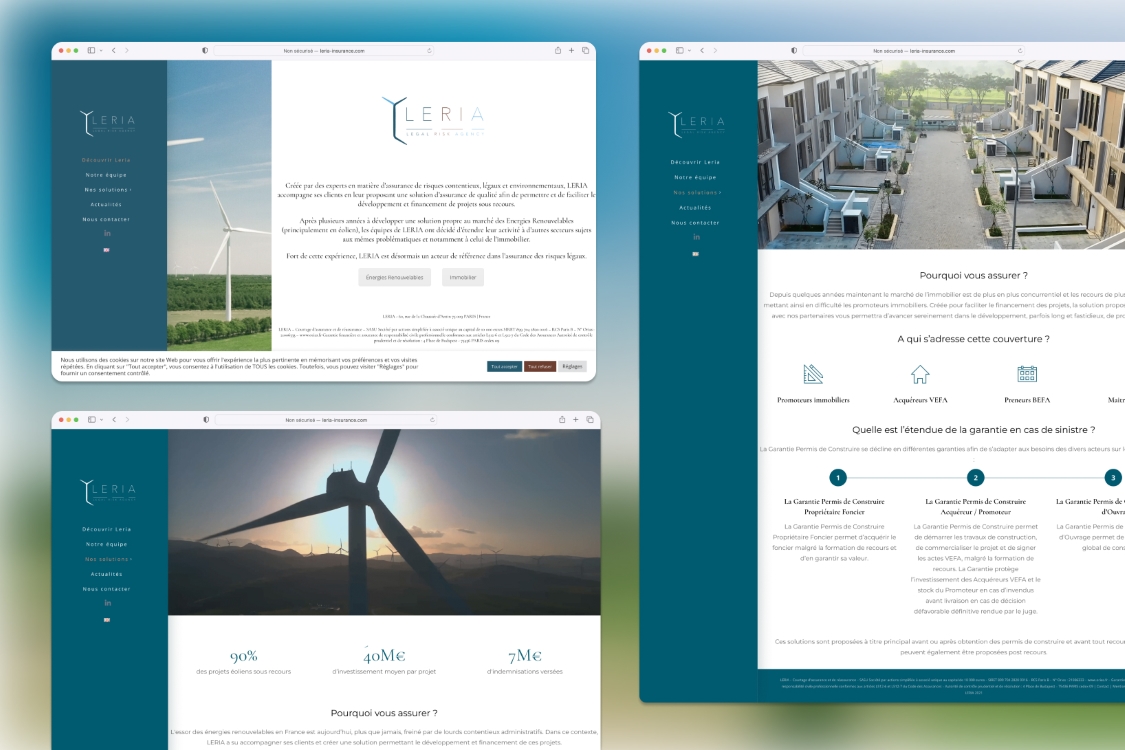 Non sécurisé — leria-insurance.com
LERIA
Découvrir Leria
Notre équipe
Nos solutions ›
Actualités
Nous contacter
in
LERIA
LEGAL RISK AGENCY
Créée par des experts en matière d'assurance de risques contentieux, légaux et environnementaux, LERIA
accompagne ses clients en leur proposant une solution d'assurance de qualité afin de permettre et de faciliter le
développement et financement de projets sous recours.
Après plusieurs années à développer une solution propre au marché des Energies Renouvelables
(principalement en éolien), les équipes de LERIA ont décidé d'étendre leur activité à d'autres secteurs sujets
aux mêmes problématiques et notamment à celui de l'immobilier.
Fort de cette expérience, LERIA est désormais un acteur de référence dans l'assurance des risques légaux.
Energies Renouvelables
Immobilier
Nous utilisons des cookies sur notre site Web pour vous offrir l'expérience la plus pertinente en mémorisant vos préférences et vos visites
répétées. En cliquant sur "Tout accepter", vous consentez à l'utilisation de TOUS les cookies. Toutefois, vous pouvez visiter "Réglages" pour
fournir un consentement contrôlé.
Tout accepter
Tout refuser
Réglages
Non sécurisé — leria-insurance.com
LERIA
Découvrir Leria
Notre équipe
Nos solutions ›
Actualités
Nous contacter
in
90%
des projets éoliens sous recours
40M€
d'investissement moyen par projet
7M€
d'indemnisations versées
Pourquoi vous assurer ?
L'essor des énergies renouvelables en France est aujourd'hui, plus que jamais, freiné par de lourds contentieux administratifs. Dans ce contexte,
LERIA a su accompagner ses clients et créer une solution permettant le développement et financement de ces projets.
Non sécurisé — leria-insurance.com
LERIA
Découvrir Leria
Notre équipe
Nos solutions ›
Actualités
Nous contacter
in
Pourquoi vous assurer ?
Depuis quelques années maintenant le marché de l'immobilier est de plus en plus concurrentiel et les recours de plus
mettant ainsi en difficulté les promoteurs immobiliers. Créée pour faciliter le financement des projets, la solution propo
avec nos partenaires vous permettra d'avancer sereinement dans le développement, parfois long et fastidieux, de pro
A qui s'adresse cette couverture ?
Promoteurs immobiliers
Acquéreurs VEFA
Preneurs BEFA
Maîtr
Quelle est l'étendue de la garantie en cas de sinistre ?
La Garantie Permis de Construire se décline en différentes garanties afin de s'adapter aux besoins des divers acteurs sur l
1
La Garantie Permis de Construire
Propriétaire Foncier
La Garantie Permis de Construire
Propriétaire Foncier permet d'acquérir le
foncier malgré la formation de recours et
d'en garantir sa valeur.
2
La Garantie Permis de Construire
Acquéreur / Promoteur
La Garantie Permis de Construire permet
de démarrer les travaux de construction,
de commercialiser le projet et de signer
les actes VEFA, malgré la formation de
recours. La Garantie protège
l'investissement des Acquéreurs VEFA et le
stock du Promoteur en cas d'invendus
avant livraison en cas de décision
défavorable définitive rendue par le juge.
3
La Garantie Permis de C
d'Ouvra
La Garantie Permis de
d'Ouvrage permet de
global de cons
Ces solutions sont proposées à titre principal avant ou après obtention des permis de construire et avant tout recour
peuvent également être proposées post recours.